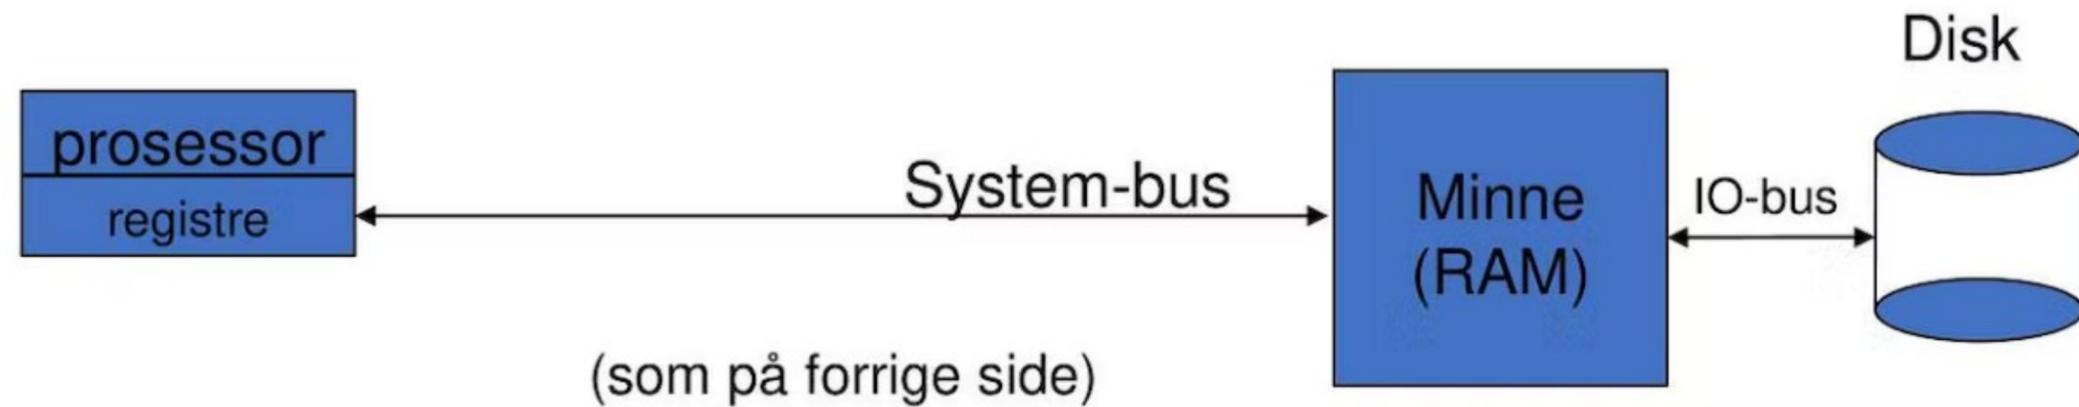 Disk
prosessor
registre
System-bus
Minne
(RAM)
IO-bus
(som på forrige side)